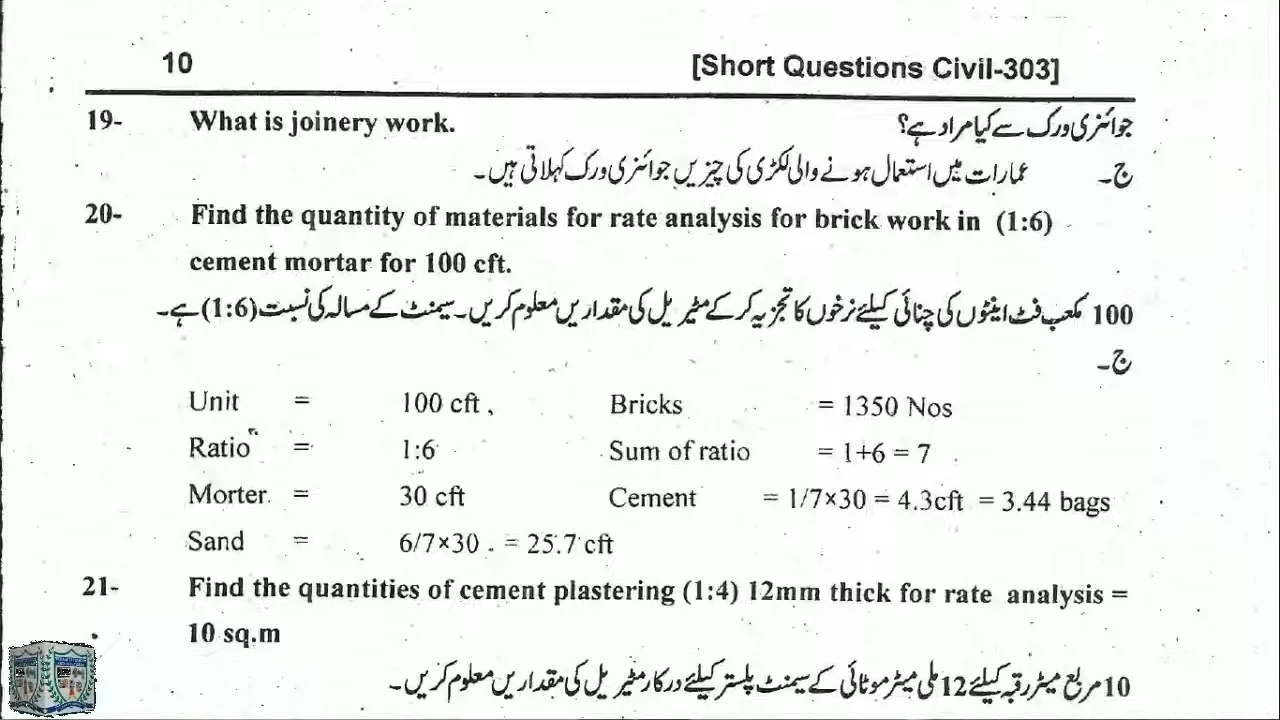 10 [Short Questions Civil-303]
19- What is joinery work. جوائنری ورک سے کیا مراد ہے؟
ج۔ عمارات میں استعمال ہونے والی لکڑی کی چیزیں جوائنری ورک کہلاتی ہیں۔
20- Find the quantity of materials for rate analysis for brick work in (1:6)
cement mortar for 100 cft.
100 مکعب فٹ اینٹوں کی چنائی کیلئے نرخوں کا تجزیہ کر کے مٹیریل کی مقداریں معلوم کریں۔ سیمنٹ کے مسالہ کی نسبت (1:6) ہے۔
ج۔
Unit = 100 cft , Bricks = 1350 Nos
Ratio = 1:6 Sum of ratio = 1+6 = 7
Morter = 30 cft Cement = 1/7×30 = 4.3cft = 3.44 bags
Sand = 6/7×30 = 25.7 cft
21- Find the quantities of cement plastering (1:4) 12mm thick for rate analysis =
10 sq.m
10 مربع میٹر رقبہ کیلئے 12 ملی میٹر موٹائی کے سیمنٹ پلستر کیلئے درکار مٹیریل کی مقداریں معلوم کریں۔